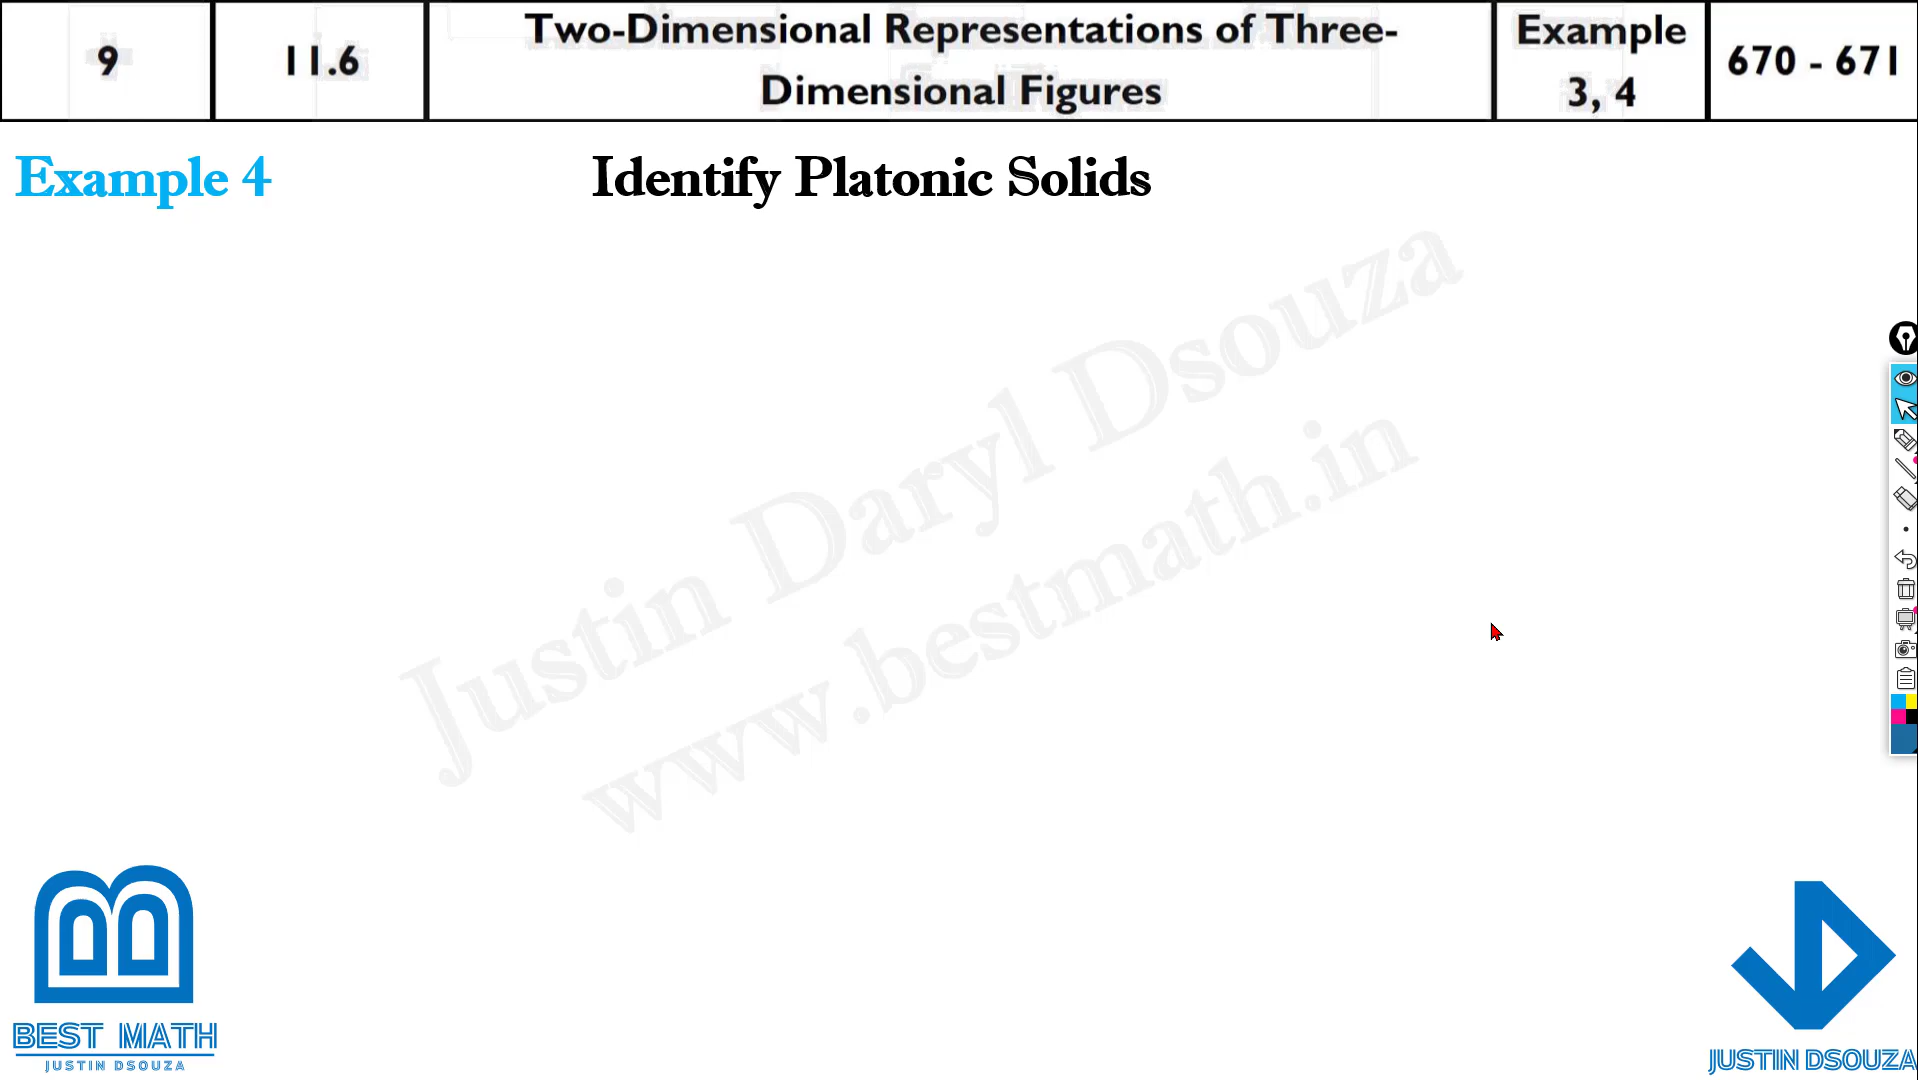 9
11.6
Two-Dimensional Representations of Three-
Dimensional Figures
Example
3, 4
670 - 671
Example 4
Identify Platonic Solids
Justin Daryl Dsouza
www.bestmath.in
BEST MATH
JUSTIN DSOUZA
JUSTIN DSOUZA